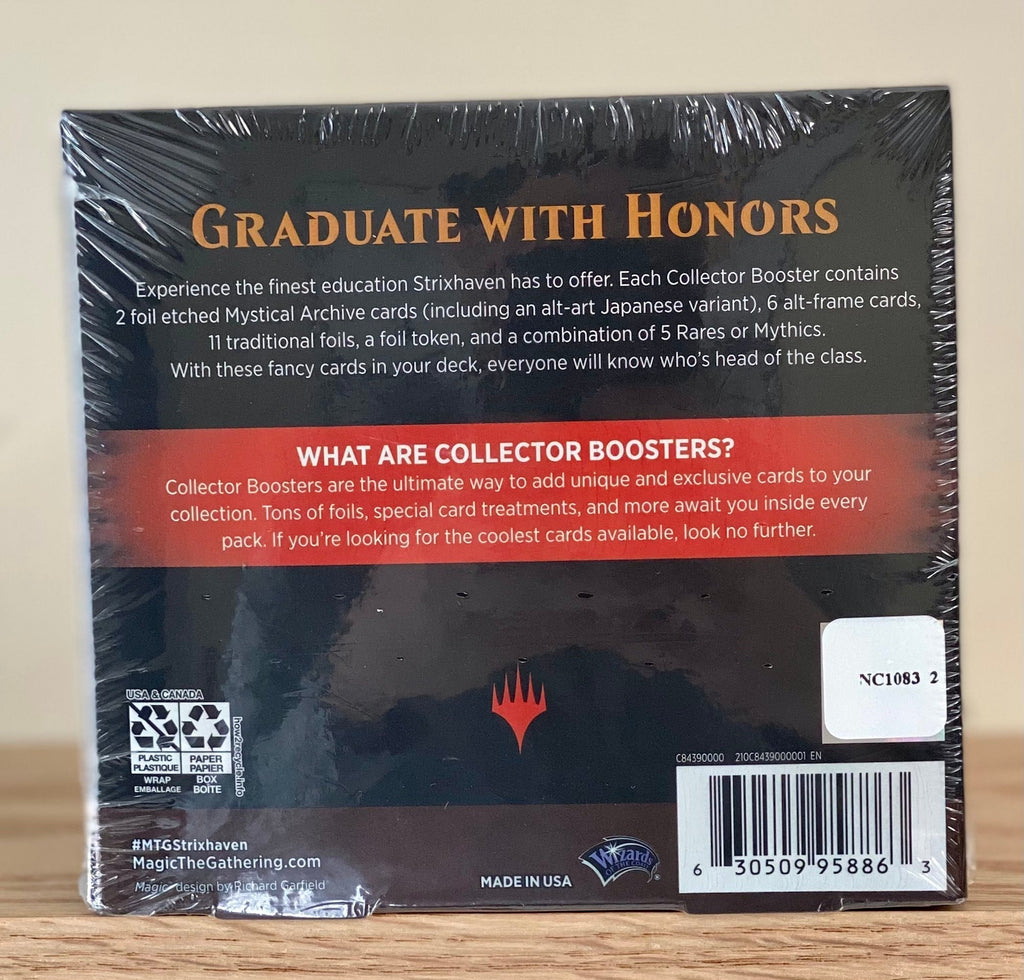 GRADUATE WITH HONORS
Experience the finest education Strixhaven has to offer. Each Collector Booster contains
2 foil etched Mystical Archive cards (including an alt-art Japanese variant), 6 alt-frame cards,
11 traditional foils, a foil token, and a combination of 5 Rares or Mythics.
With these fancy cards in your deck, everyone will know who's head of the class.
WHAT ARE COLLECTOR BOOSTERS?
Collector Boosters are the ultimate way to add unique and exclusive cards to your
collection. Tons of foils, special card treatments, and more await you inside every
pack. If you're looking for the coolest cards available, look no further.
NC1083 2
USA & CANADA
PLASTIC PAPER
PLASTIQUE PAPIER
WRAP BOX
EMBALLAGE BOÎTE
how2recycle.info
C84390000 210C8439000001 EN
6 30509 95886 3
#MTGStrixhaven
MagicTheGathering.com
Magic design by Richard Garfield
MADE IN USA
Wizards
OF THE COAST
®